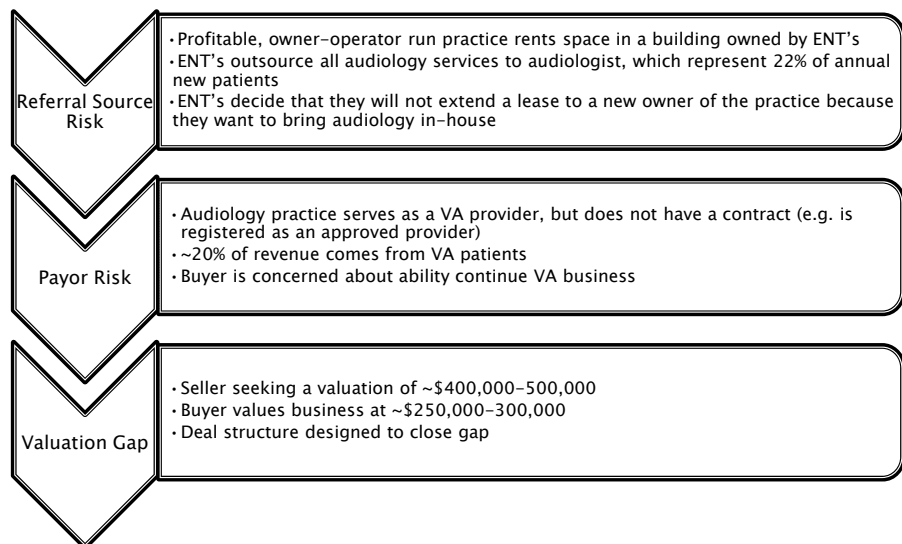 Referral Source
Risk
·Profitable, owner-operator run practice rents space in a building owned by ENT's
·ENT's outsource all audiology services to audiologist, which represent 22% of annual
new patients
·ENT's decide that they will not extend a lease to a new owner of the practice because
they want to bring audiology in-house
Payor Risk
·Audiology practice serves as a VA provider, but does not have a contract (e.g. is
registered as an approved provider)
·~20% of revenue comes from VA patients
·Buyer is concerned about ability continue VA business
Valuation Gap
·Seller seeking a valuation of ~$400,000-500,000
·Buyer values business at ~$250,000-300,000
·Deal structure designed to close gap